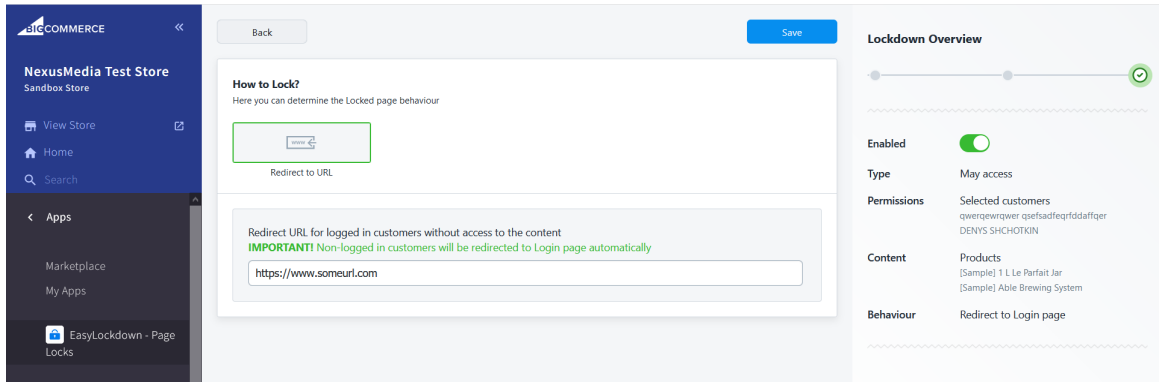 BIGCOMMERCE
NexusMedia Test Store
Sandbox Store
View Store
Home
Search
Apps
Marketplace
My Apps
EasyLockdown - Page
Locks
Back
Save
How to Lock?
Here you can determine the Locked page behaviour
www
Redirect to URL
Redirect URL for logged in customers without access to the content
IMPORTANT! Non-logged in customers will be redirected to Login page automatically
https://www.someurl.com
Lockdown Overview
Enabled
Type May access
Permissions Selected customers
qwerqewrqwer qsefsadfeqrfddaffqer
DENYS SHCHOTKIN
Content Products
[Sample] 1 L Le Parfait Jar
[Sample] Able Brewing System
Behaviour Redirect to Login page